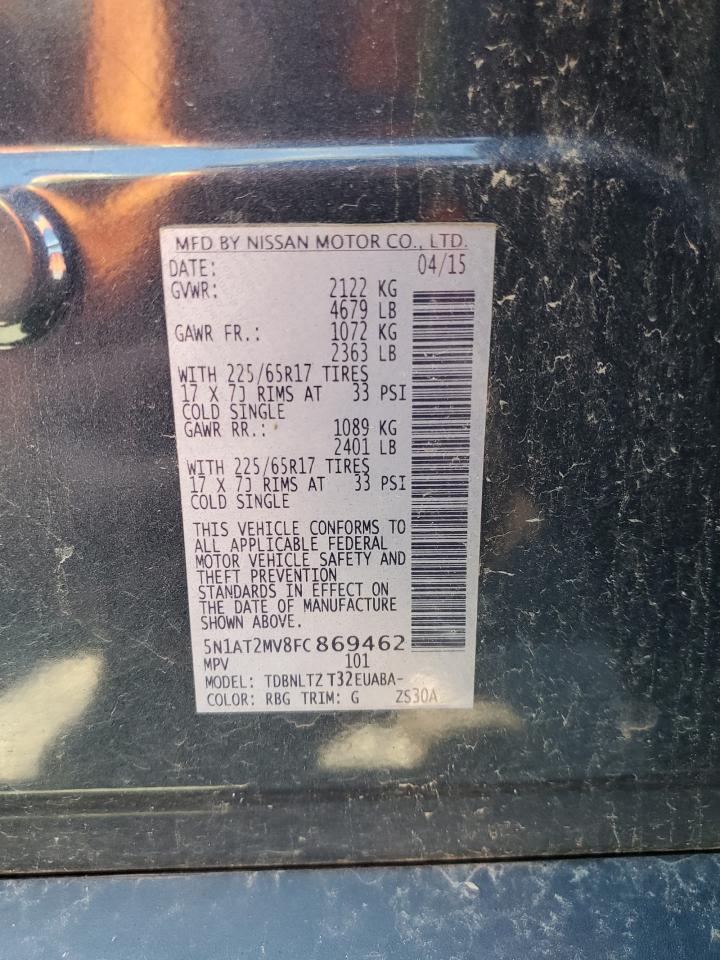 MFD BY NISSAN MOTOR CO., LTD.
DATE: 04/15
GVWR: 2122 KG
4679 LB
GAWR FR.: 1072 KG
2363 LB
WITH 225/65R17 TIRES
17 X 7J RIMS AT 33 PSI
COLD SINGLE
GAWR RR.: 1089 KG
2401 LB
WITH 225/65R17 TIRES
17 X 7J RIMS AT 33 PSI
COLD SINGLE
THIS VEHICLE CONFORMS TO
ALL APPLICABLE FEDERAL
MOTOR VEHICLE SAFETY AND
THEFT PREVENTION
STANDARDS IN EFFECT ON
THE DATE OF MANUFACTURE
SHOWN ABOVE.
5N1AT2MV8FC869462
MPV 101
MODEL: TDBNLTZ T32EUABA-
COLOR: RBG TRIM: G ZS30A